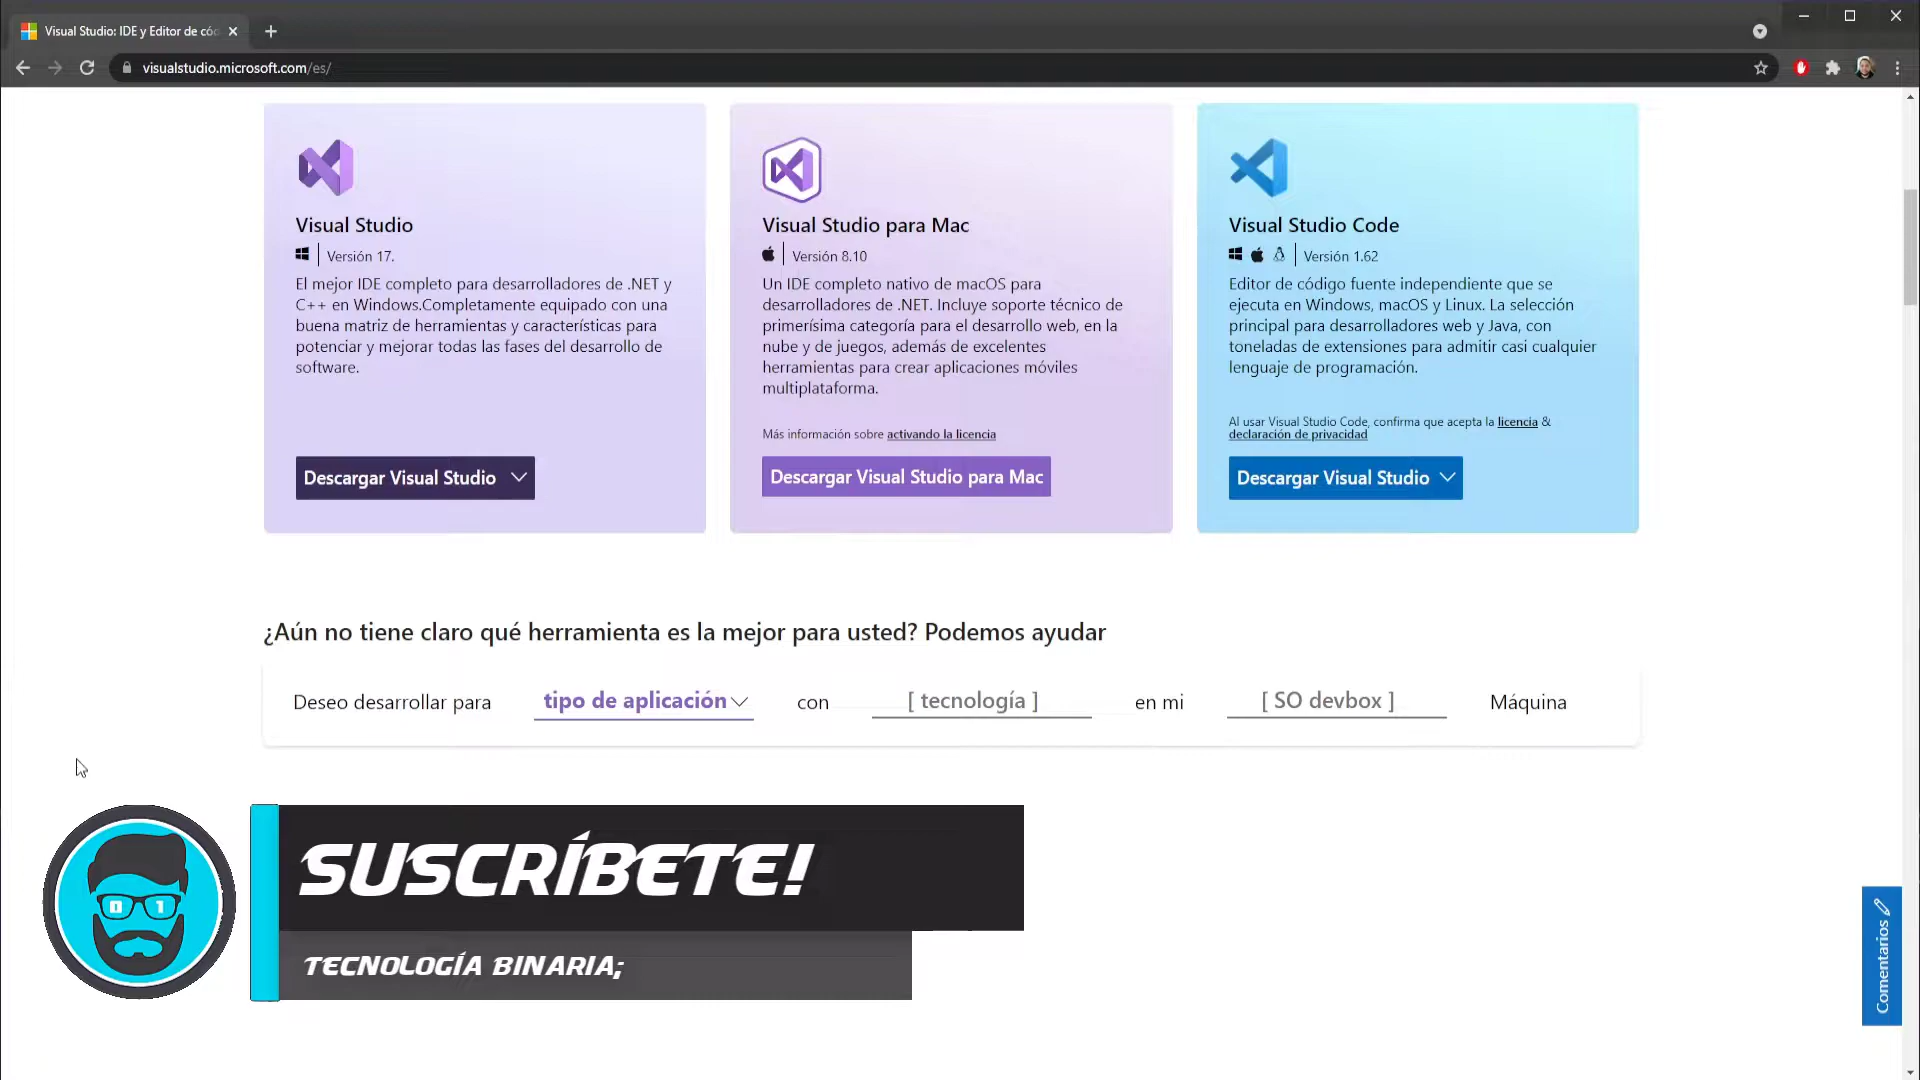 Visual Studio: IDE y Editor de có
visualstudio.microsoft.com/es/
Visual Studio
Versión 17.
El mejor IDE completo para desarrolladores de .NET y
C++ en Windows.Completamente equipado con una
buena matriz de herramientas y características para
potenciar y mejorar todas las fases del desarrollo de
software.
Descargar Visual Studio
Visual Studio para Mac
Versión 8.10
Un IDE completo nativo de macOS para
desarrolladores de .NET. Incluye soporte técnico de
primerísima categoría para el desarrollo web, en la
nube y de juegos, además de excelentes
herramientas para crear aplicaciones móviles
multiplataforma.
Más información sobre activando la licencia
Descargar Visual Studio para Mac
Visual Studio Code
Versión 1.62
Editor de código fuente independiente que se
ejecuta en Windows, macOS y Linux. La selección
principal para desarrolladores web y Java, con
toneladas de extensiones para admitir casi cualquier
lenguaje de programación.
Al usar Visual Studio Code, confirma que acepta la licencia &
declaración de privacidad
Descargar Visual Studio
¿Aún no tiene claro qué herramienta es la mejor para usted? Podemos ayudar
Deseo desarrollar para tipo de aplicación con [ tecnología ] en mi [ SO devbox ] Máquina
0 1
SUSCRÍBETE!
TECNOLOGÍA BINARIA;
Comentarios